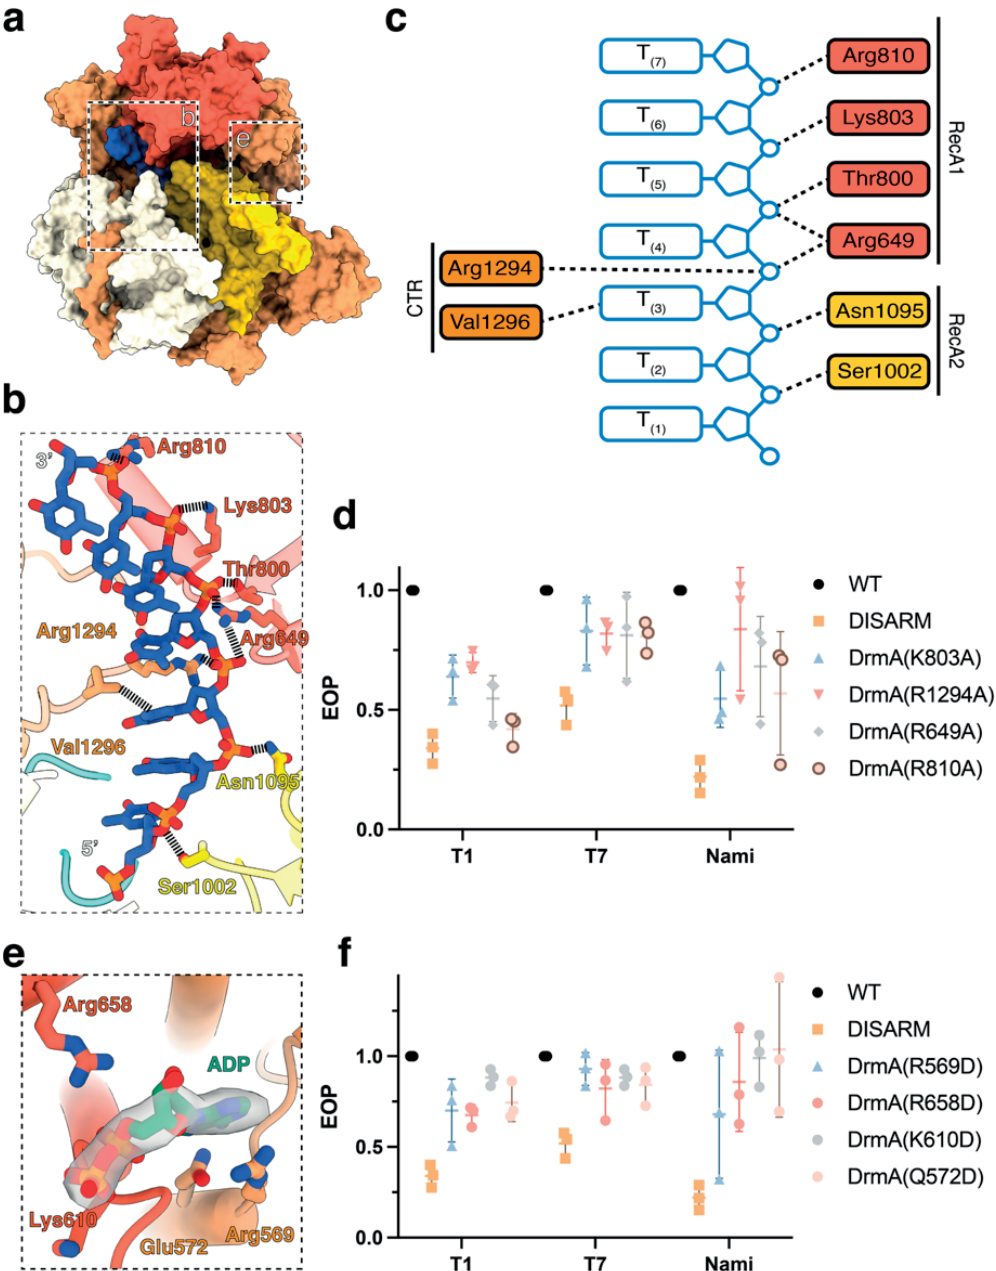 a
b
e
c
T(7)
Arg810
T(6)
Lys803
T(5)
Thr800
T(4)
Arg649
RecA1
CTR
Arg1294
Val1296
T(3)
Asn1095
T(2)
Ser1002
RecA2
T(1)
b
3'
Arg810
Lys803
Thr800
Arg1294
Arg649
Val1296
Asn1095
5'
Ser1002
d
EOP
1.0
0.5
0.0
T1
T7
Nami
WT
DISARM
DrmA(K803A)
DrmA(R1294A)
DrmA(R649A)
DrmA(R810A)
e
Arg658
ADP
Lys610
Glu572
Arg569
f
EOP
1.0
0.5
0.0
T1
T7
Nami
WT
DISARM
DrmA(R569D)
DrmA(R658D)
DrmA(K610D)
DrmA(Q572D)